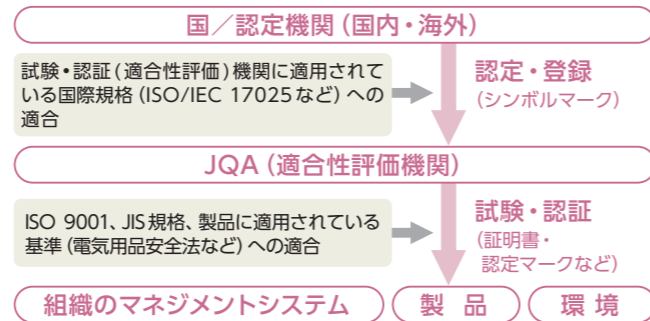 国／認定機関（国内・海外）
試験・認証（適合性評価）機関に適用されて
いる国際規格（ISO/IEC 17025など）への
適合
認定・登録
（シンボルマーク）
JQA（適合性評価機関）
ISO 9001、JIS規格、製品に適用されている
基準（電気用品安全法など）への適合
試験・認証
（証明書・
認定マークなど）
組織のマネジメントシステム
製 品
環 境